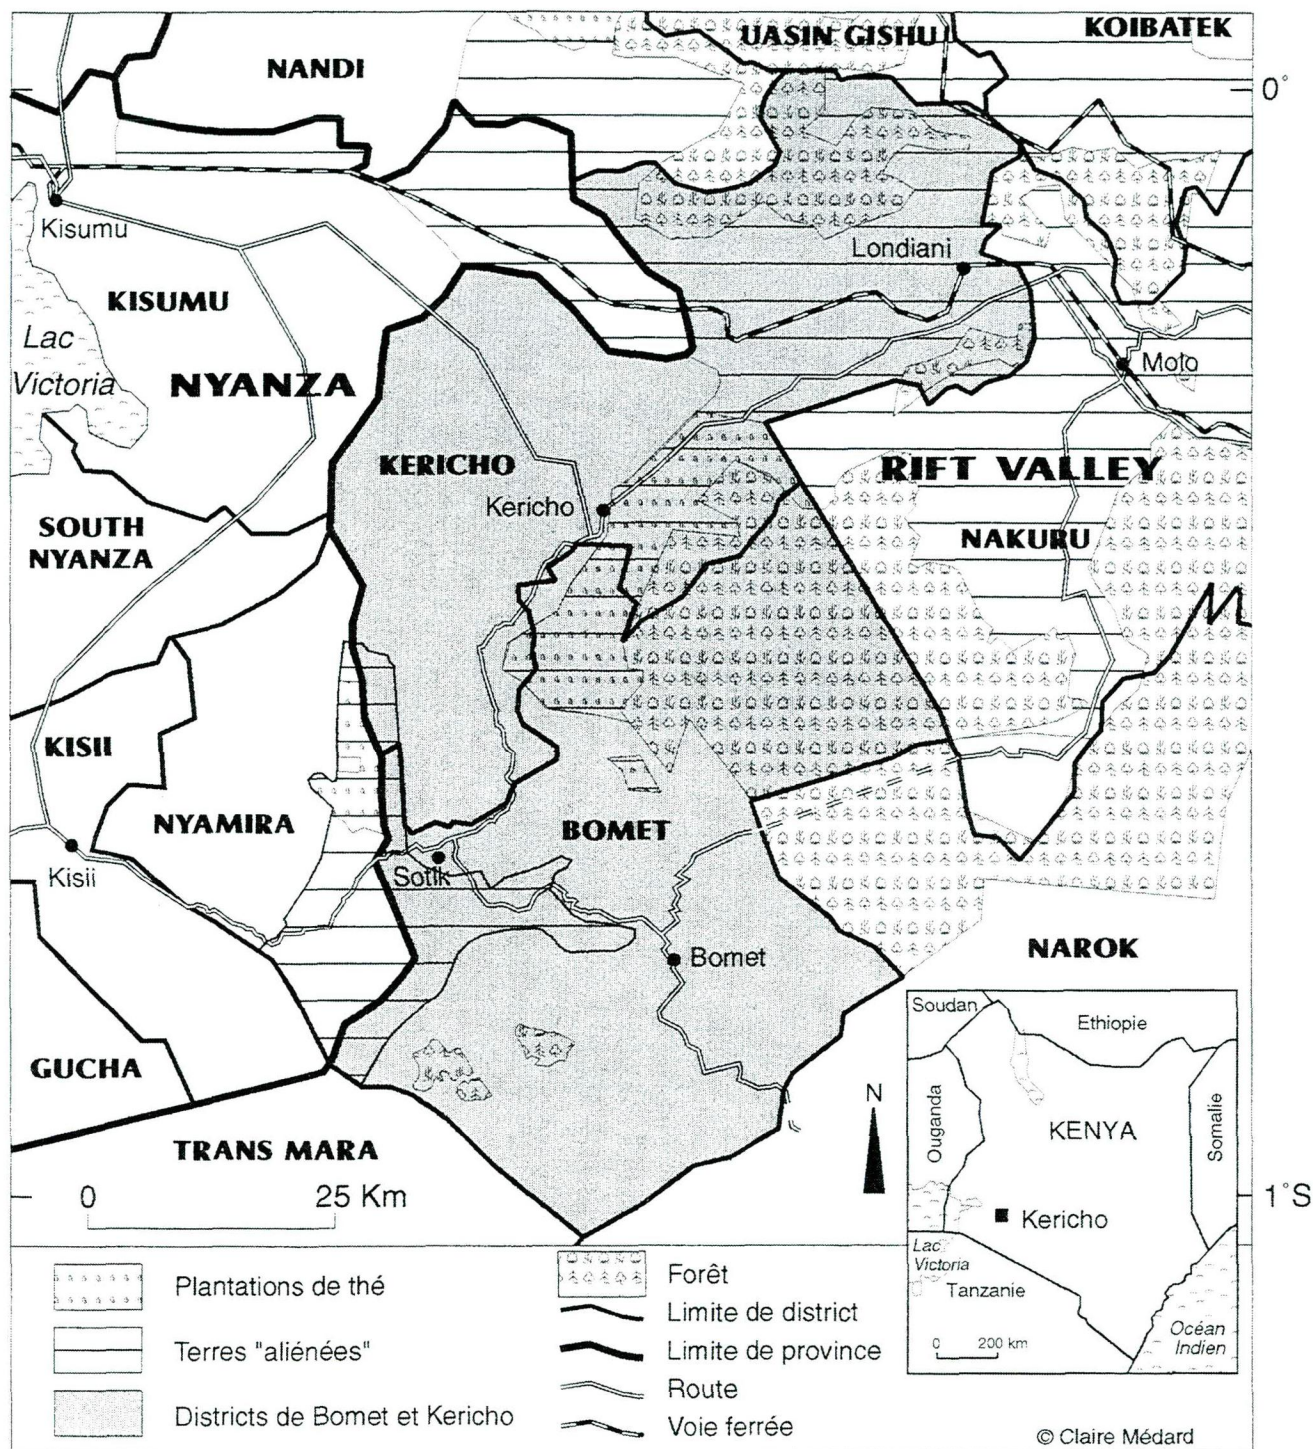 UASIN GISHU
KOIBATEK
NANDI
0°
Kisumu
Londiani
KISUMU
Lac
Victoria
NYANZA
Molo
KERICHO
RIFT VALLEY
Kericho
SOUTH
NYANZA
NAKURU
KISII
NYAMIRA
BOMET
Kisii
Sotik
Bomet
NAROK
GUCHA
TRANS MARA
N
0 25 Km
1°S
Soudan
Ethiopie
Ouganda
KENYA
Somalie
Kericho
Lac
Victoria
Tanzanie
Océan
Indien
0 200 km
Plantations de thé
Terres "aliénées"
Districts de Bomet et Kericho
Forêt
Limite de district
Limite de province
Route
Voie ferrée
© Claire Médard